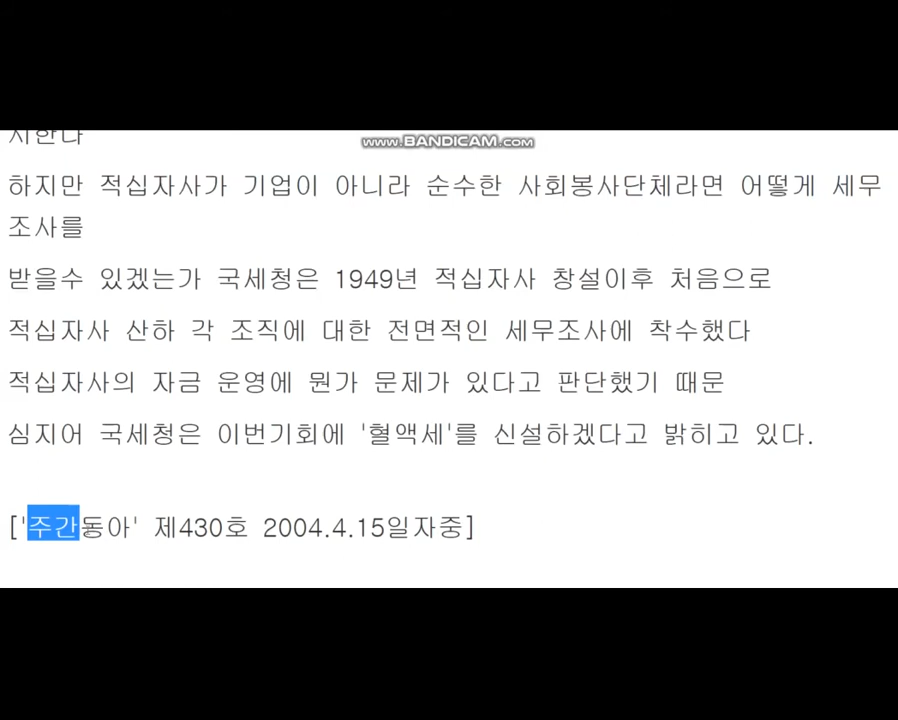 시한다
www.BANDICAM.com
하지만 적십자사가 기업이 아니라 순수한 사회봉사단체라면 어떻게 세무
조사를
받을수 있겠는가 국세청은 1949년 적십자사 창설이후 처음으로
적십자사 산하 각 조직에 대한 전면적인 세무조사에 착수했다
적십자사의 자금 운영에 뭔가 문제가 있다고 판단했기 때문
심지어 국세청은 이번기회에 '혈액세'를 신설하겠다고 밝히고 있다.
['주간동아' 제430호 2004.4.15일자중]